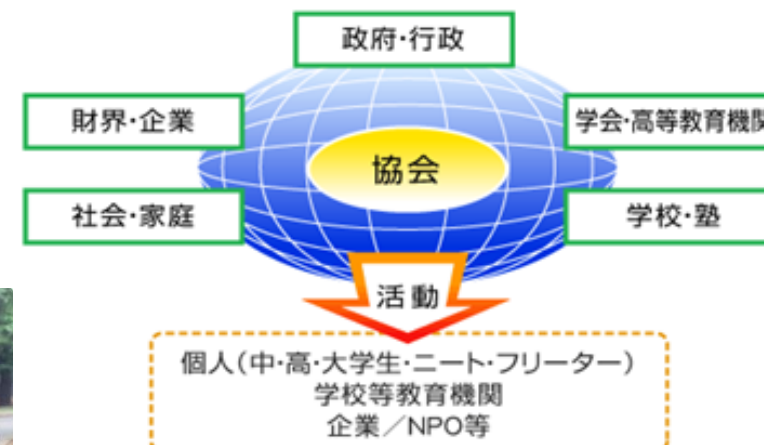 政府・行政
財界・企業
学会・高等教育機関
協会
社会・家庭
学校・塾
活動
個人(中・高・大学生・ニート・フリーター)
学校等教育機関
企業／NPO等